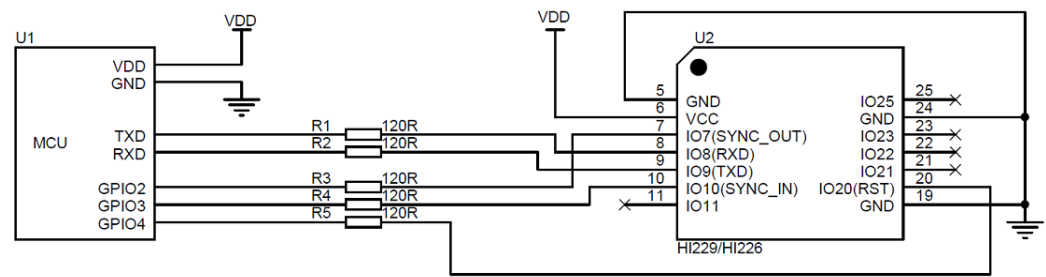 VDD
VDD
U1
U2
VDD
GND
MCU
TXD
RXD
GPIO2
GPIO3
GPIO4
R1 120R
R2 120R
R3 120R
R4 120R
R5 120R
5 GND
6 VCC
7 IO7(SYNC_OUT)
8 IO8(RXD)
9 IO9(TXD)
10 IO10(SYNC_IN)
11 IO11
IO25 25
GND 24
IO23 23
IO22 22
IO21 21
IO20(RST) 20
GND 19
HI229/HI226